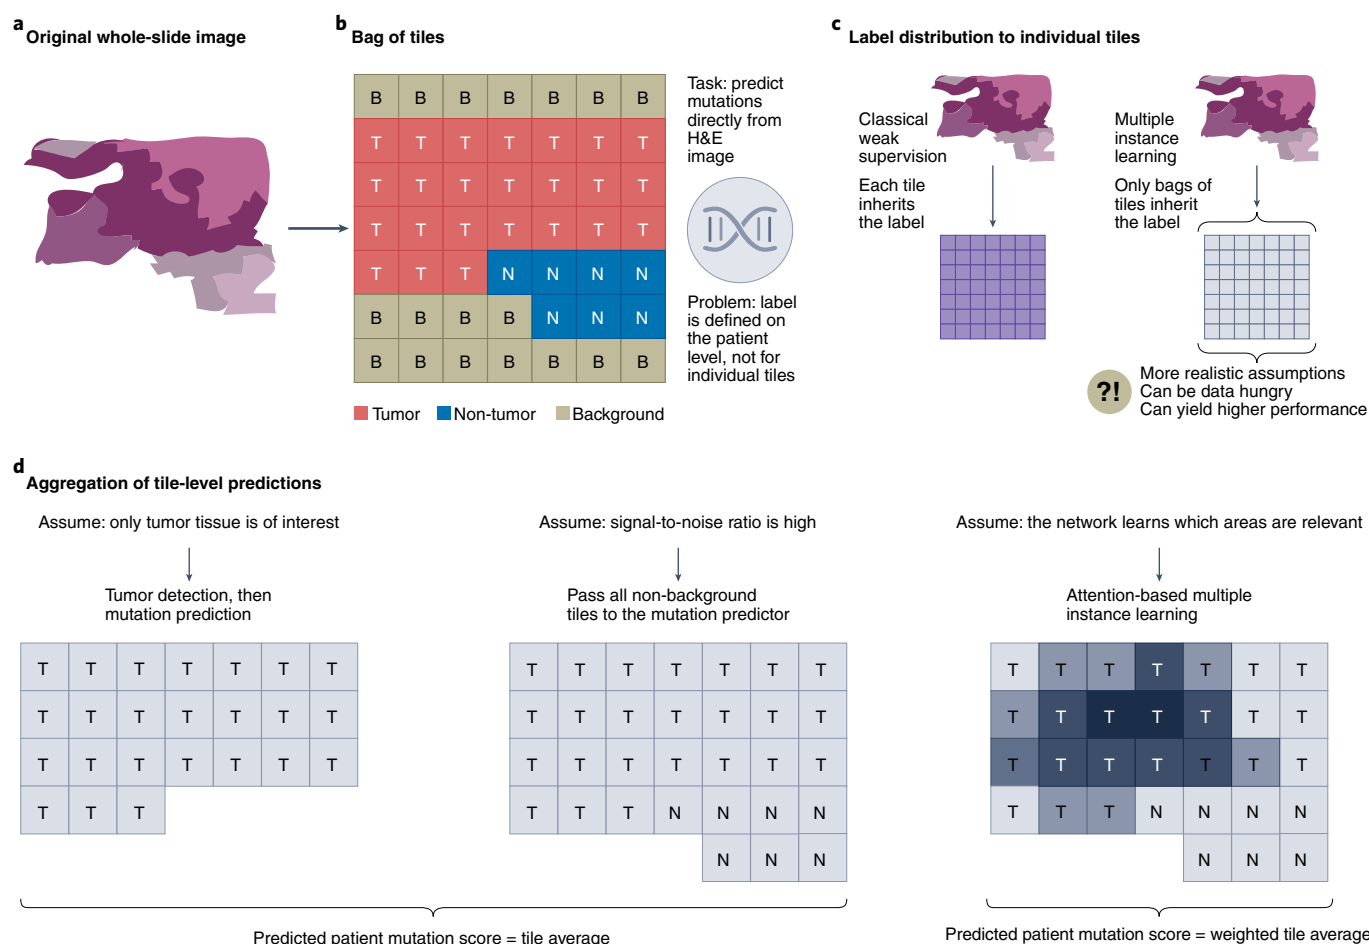 a Original whole-slide image
b Bag of tiles
B B B B B B B
T T T T T T T
T T T T T T T
T T T T T T T
T T T N N N N
B B B B N N N
B B B B B B B
Tumor Non-tumor Background
Task: predict
mutations
directly from
H&E
image
Problem: label
is defined on
the patient
level, not for
individual tiles
c Label distribution to individual tiles
Classical
weak
supervision
Each tile
inherits
the label
Multiple
instance
learning
Only bags of
tiles inherit
the label
?!
More realistic assumptions
Can be data hungry
Can yield higher performance
d
Aggregation of tile-level predictions
Assume: only tumor tissue is of interest
Tumor detection, then
mutation prediction
T T T T T T T
T T T T T T T
T T T T T T T
T T T
Assume: signal-to-noise ratio is high
Pass all non-background
tiles to the mutation predictor
T T T T T T T
T T T T T T T
T T T T T T T
T T T N N N N
N N N
Predicted patient mutation score = tile average
Assume: the network learns which areas are relevant
Attention-based multiple
instance learning
T T T T T T T
T T T T T T T
T T T T T T T
T T T N N N N
N N N
Predicted patient mutation score = weighted tile average